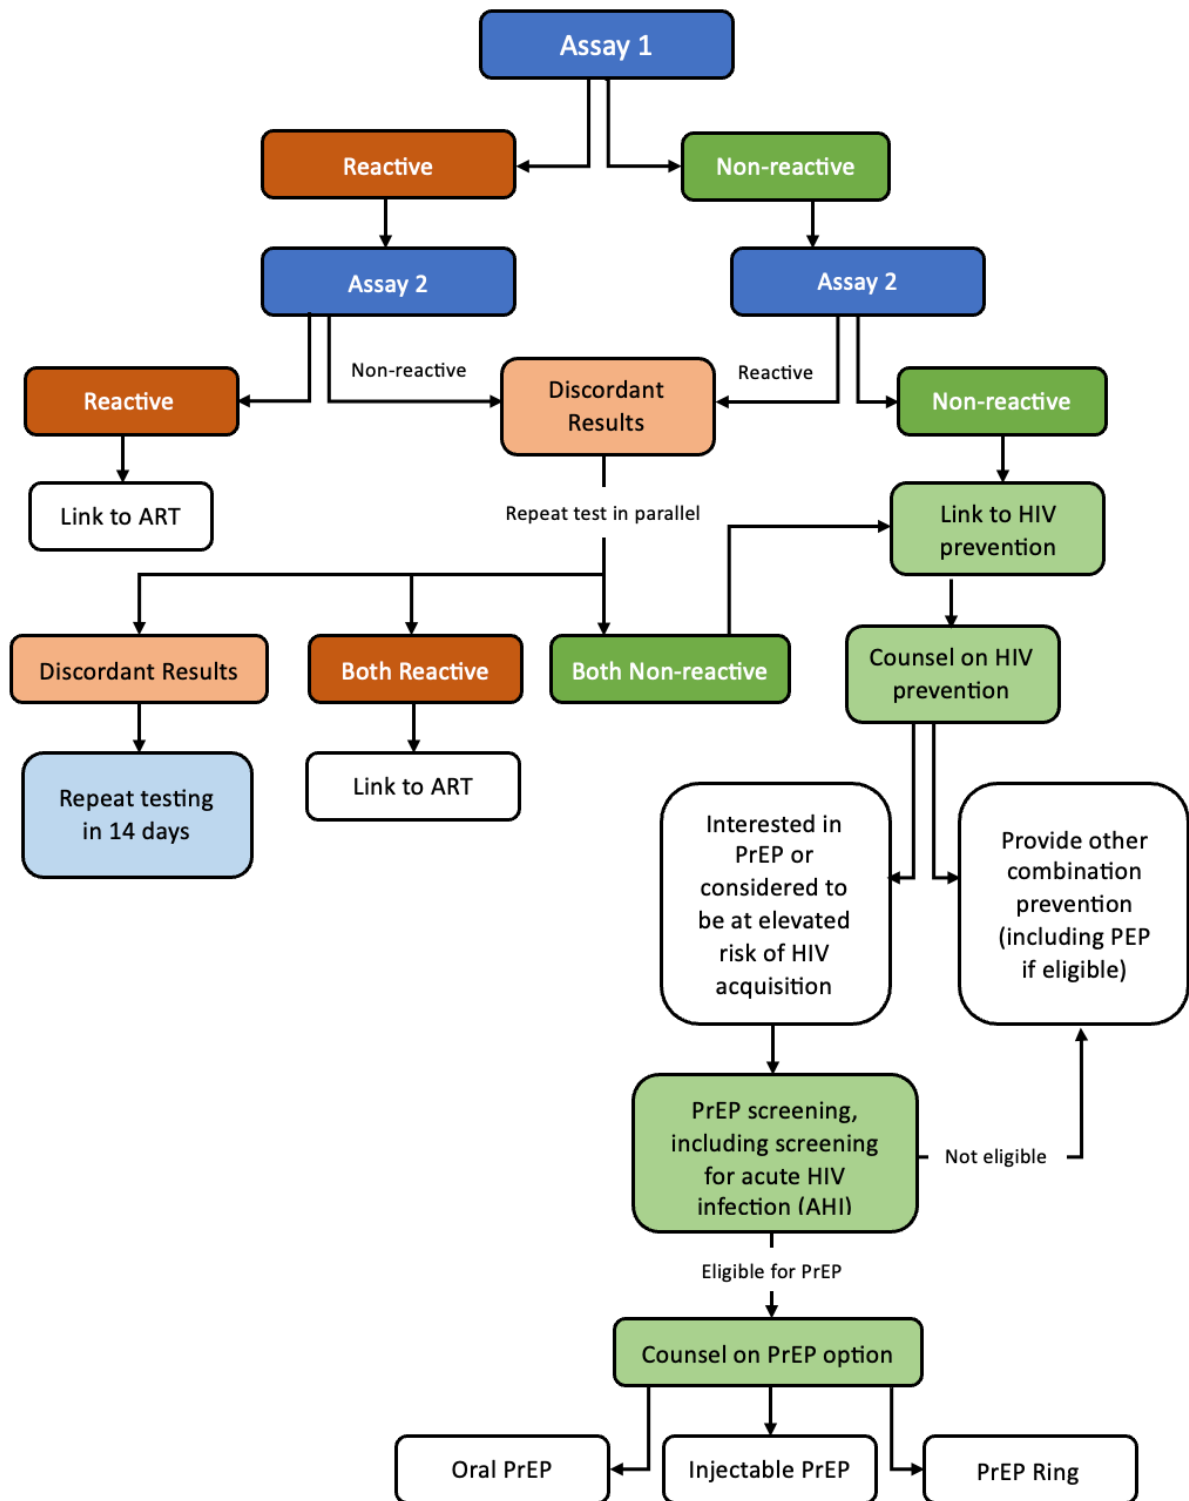 Assay 1
Reactive
Non-reactive
Assay 2
Assay 2
Reactive
Non-reactive
Discordant
Results
Reactive
Non-reactive
Link to ART
Repeat test in parallel
Link to HIV
prevention
Discordant Results
Both Reactive
Both Non-reactive
Counsel on HIV
prevention
Repeat testing
in 14 days
Link to ART
Interested in
PrEP or
considered to
be at elevated
risk of HIV
acquisition
Provide other
combination
prevention
(including PEP
if eligible)
PrEP screening,
including screening
for acute HIV
infection (AHI)
Not eligible
Eligible for PrEP
Counsel on PrEP option
Oral PrEP
Injectable PrEP
PrEP Ring